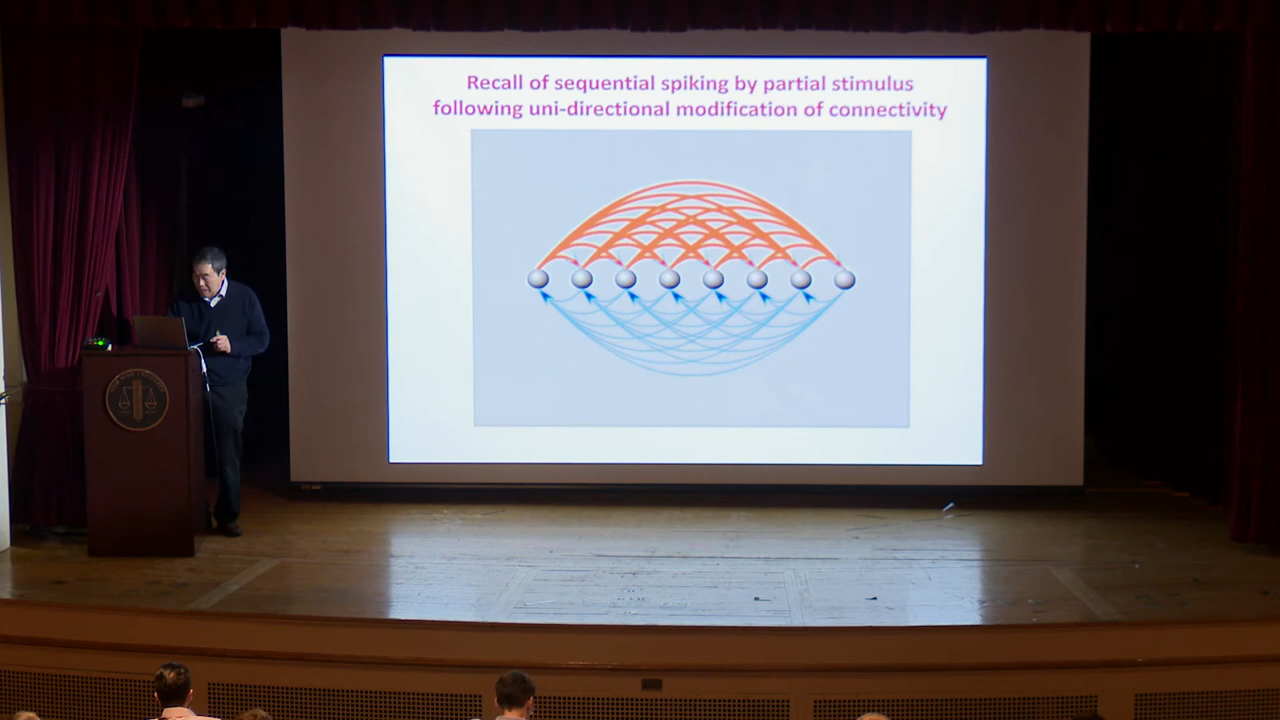 Recall of sequential spiking by partial stimulus
following uni-directional modification of connectivity